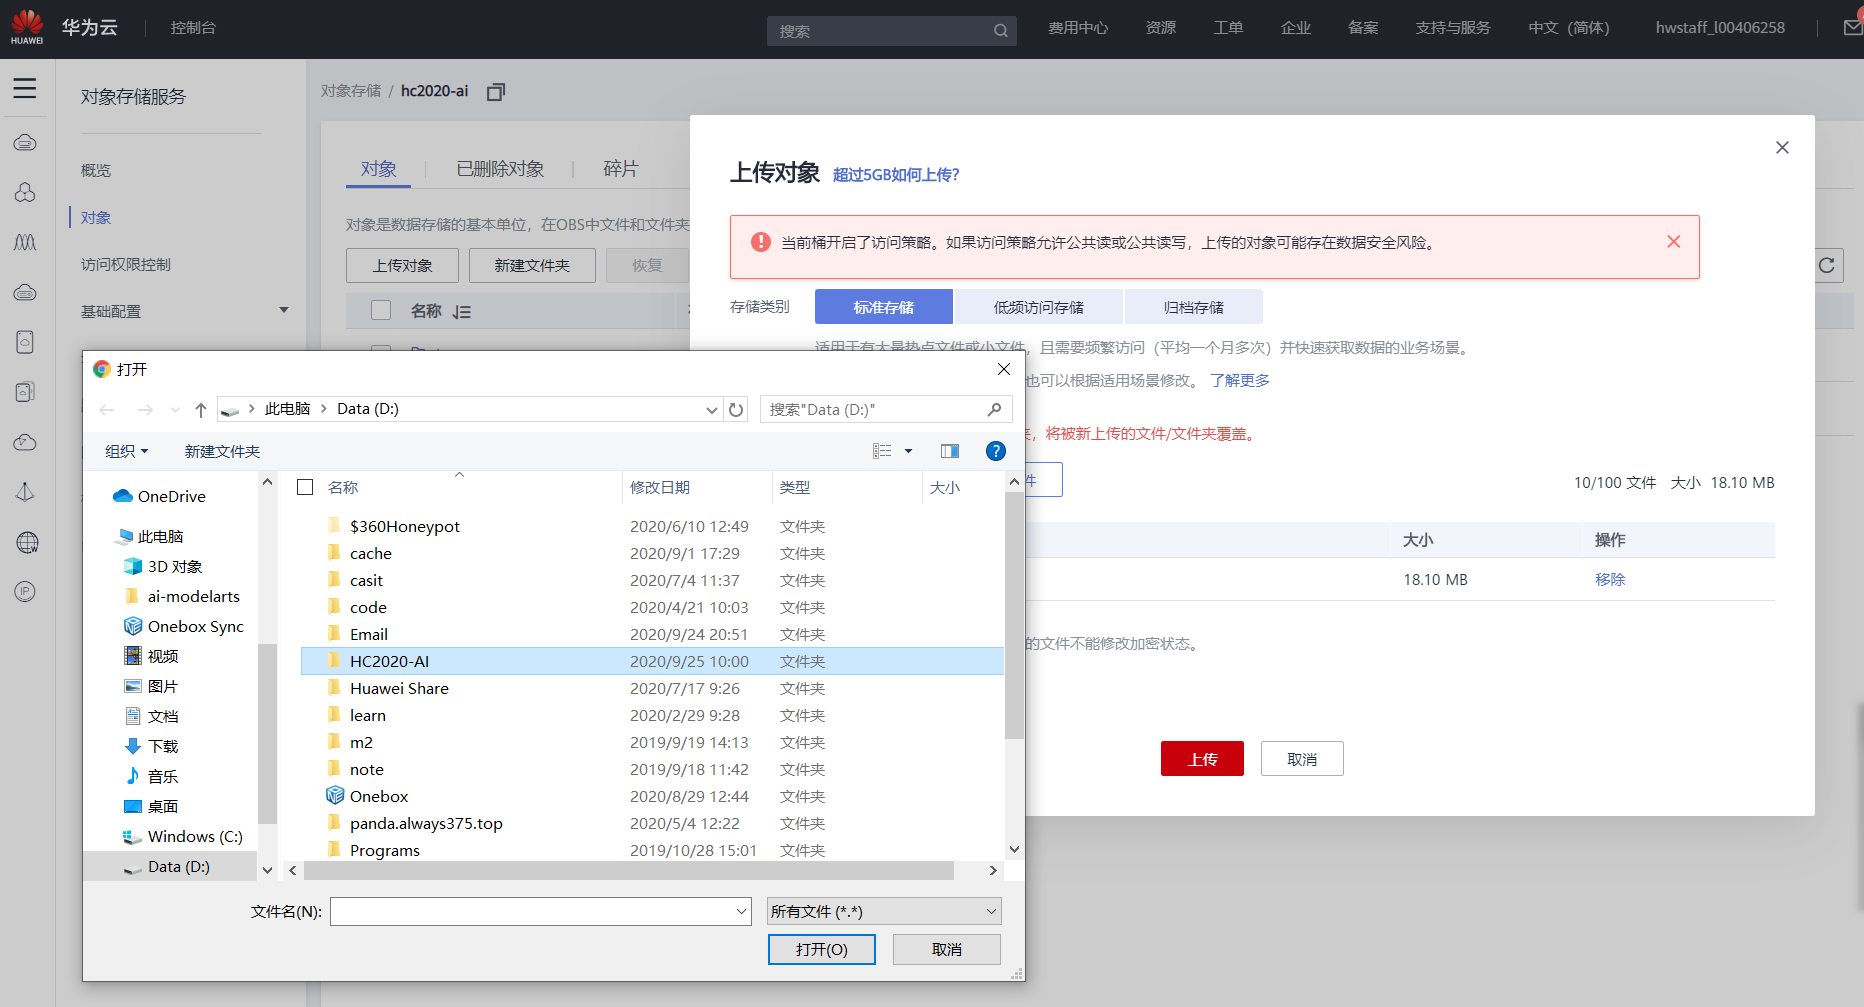 HUAWEI
华为云
控制台
搜索
费用中心
资源
工单
企业
备案
支持与服务
中文（简体）
hwstaff_l00406258
对象存储服务
概览
对象
访问权限控制
基础配置
对象存储 / hc2020-ai
对象
已删除对象
碎片
对象是数据存储的基本单位，在OBS中文件和文件夹
上传对象
新建文件夹
恢复
名称
上传对象
超过5GB如何上传？
当前桶开启了访问策略。如果访问策略允许公共读或公共读写，上传的对象可能存在数据安全风险。
存储类别
标准存储
低频访问存储
归档存储
适用于有大量热点文件或小文件，且需要频繁访问（平均一个月多次）并快速获取数据的业务场景。
也可以根据适用场景修改。 了解更多
，将被新上传的文件/文件夹覆盖。
件
10/100 文件 大小 18.10 MB
大小
操作
18.10 MB
移除
的文件不能修改加密状态。
上传
取消
打开
此电脑
Data (D:)
搜索"Data (D:)"
组织
新建文件夹
OneDrive
此电脑
3D 对象
ai-modelarts
Onebox Sync
视频
图片
文档
下载
音乐
桌面
Windows (C:)
Data (D:)
名称 修改日期 类型 大小
$360Honeypot 2020/6/10 12:49 文件夹
cache 2020/9/1 17:29 文件夹
casit 2020/7/4 11:37 文件夹
code 2020/4/21 10:03 文件夹
Email 2020/9/24 20:51 文件夹
HC2020-AI 2020/9/25 10:00 文件夹
Huawei Share 2020/7/17 9:26 文件夹
learn 2020/2/29 9:28 文件夹
m2 2019/9/19 14:13 文件夹
note 2019/9/18 11:42 文件夹
Onebox 2020/8/29 12:44 文件夹
panda.always375.top 2020/5/4 12:22 文件夹
Programs 2019/10/28 15:01 文件夹
文件名(N):
所有文件 (*.*)
打开(O)
取消